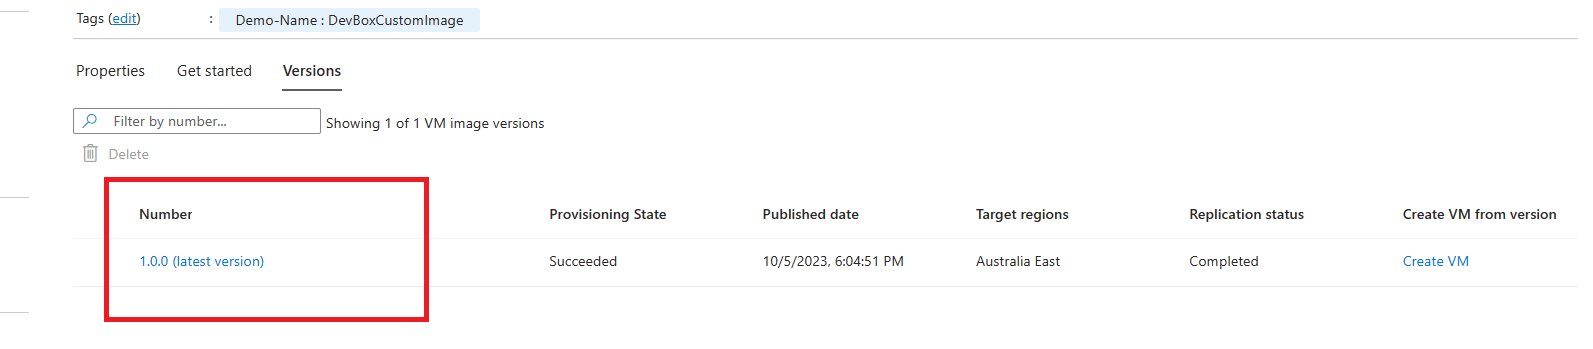 Tags (edit) : Demo-Name : DevBoxCustomImage
Properties Get started Versions
Filter by number... Showing 1 of 1 VM image versions
Delete
Number Provisioning State Published date Target regions Replication status Create VM from version
1.0.0 (latest version) Succeeded 10/5/2023, 6:04:51 PM Australia East Completed Create VM